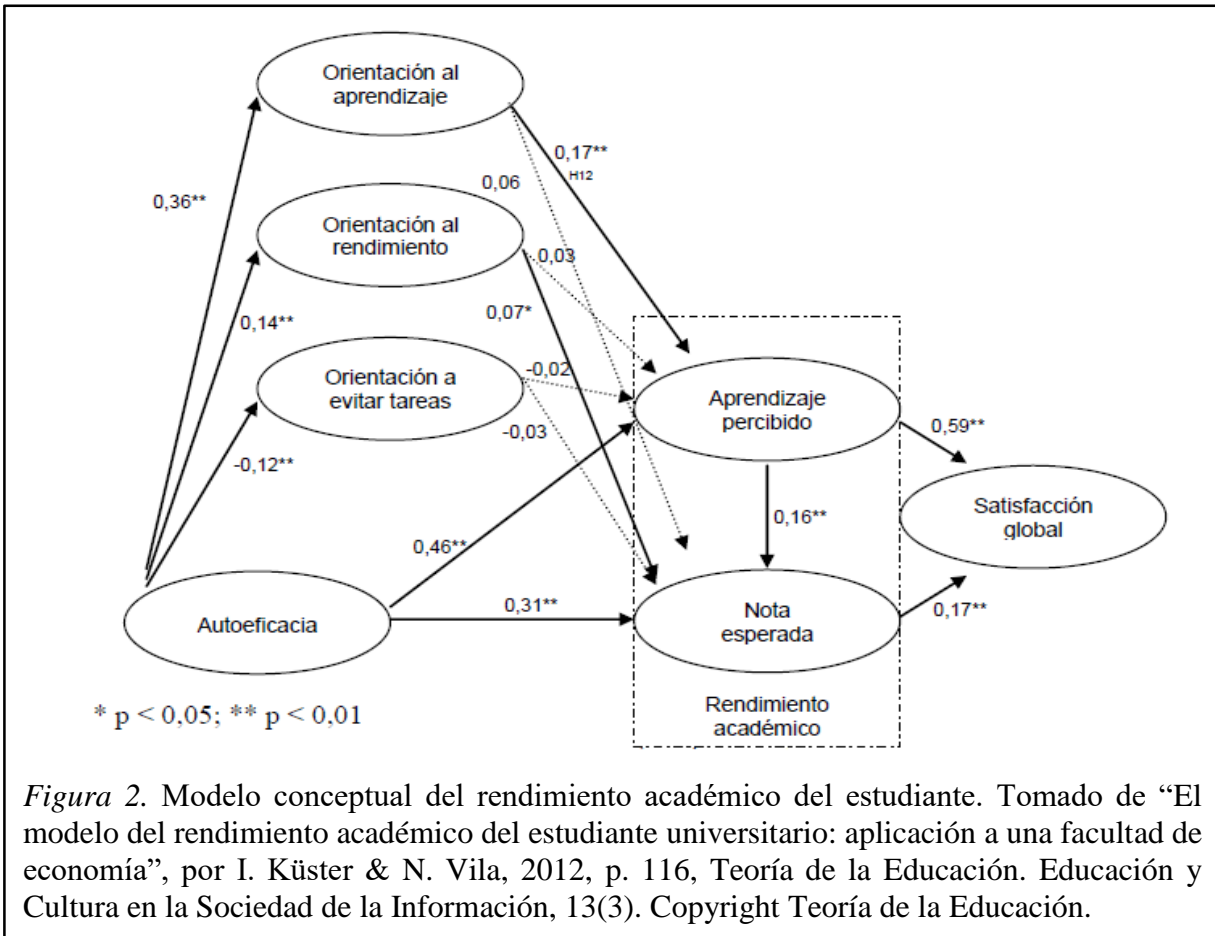 Orientación al
aprendizaje
0,17**
H12
0,06
0,36**
Orientación al
rendimiento
0,03
0,07*
0,14**
Orientación a
evitar tareas
-0,02
Aprendizaje
percibido
-0,03
0,59**
-0,12**
Satisfacción
global
0,16**
0,46**
0,31**
Autoeficacia
Nota
esperada
0,17**
* p < 0,05; ** p < 0,01
Rendimiento
académico
Figura 2. Modelo conceptual del rendimiento académico del estudiante. Tomado de “El
modelo del rendimiento académico del estudiante universitario: aplicación a una facultad de
economía”, por I. Küster & N. Vila, 2012, p. 116, Teoría de la Educación. Educación y
Cultura en la Sociedad de la Información, 13(3). Copyright Teoría de la Educación.